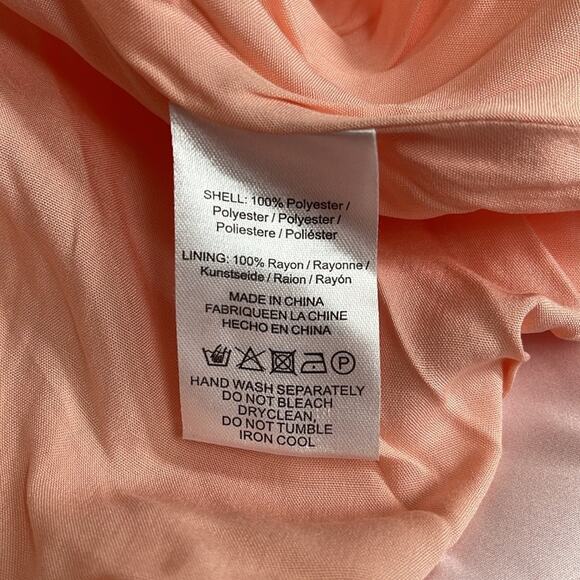 SHELL: 100% Polyester /
Polyester / Polyester /
Poliestere / Poliéster
LINING: 100% Rayon / Rayonne /
Kunstseide / Raion / Rayón
MADE IN CHINA
FABRIQUEEN LA CHINE
HECHO EN CHINA
P
HAND WASH SEPARATELY
DO NOT BLEACH
DRYCLEAN,
DO NOT TUMBLE
IRON COOL